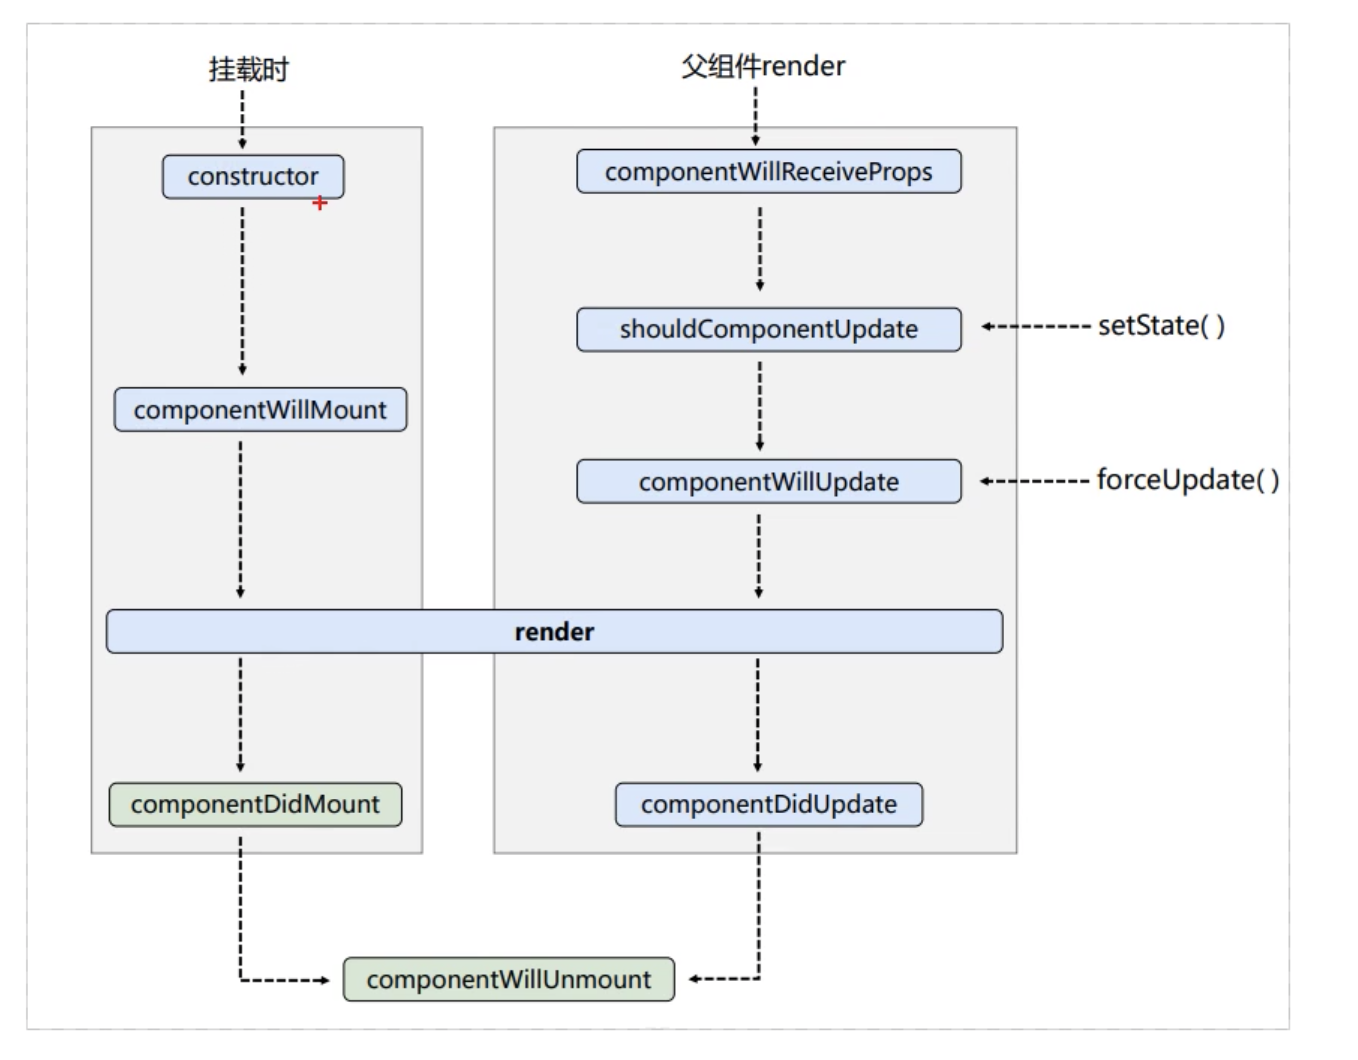 挂载时
constructor
componentWillMount
父组件render
componentWillReceiveProps
shouldComponentUpdate
setState( )
componentWillUpdate
forceUpdate( )
render
componentDidMount
componentDidUpdate
componentWillUnmount